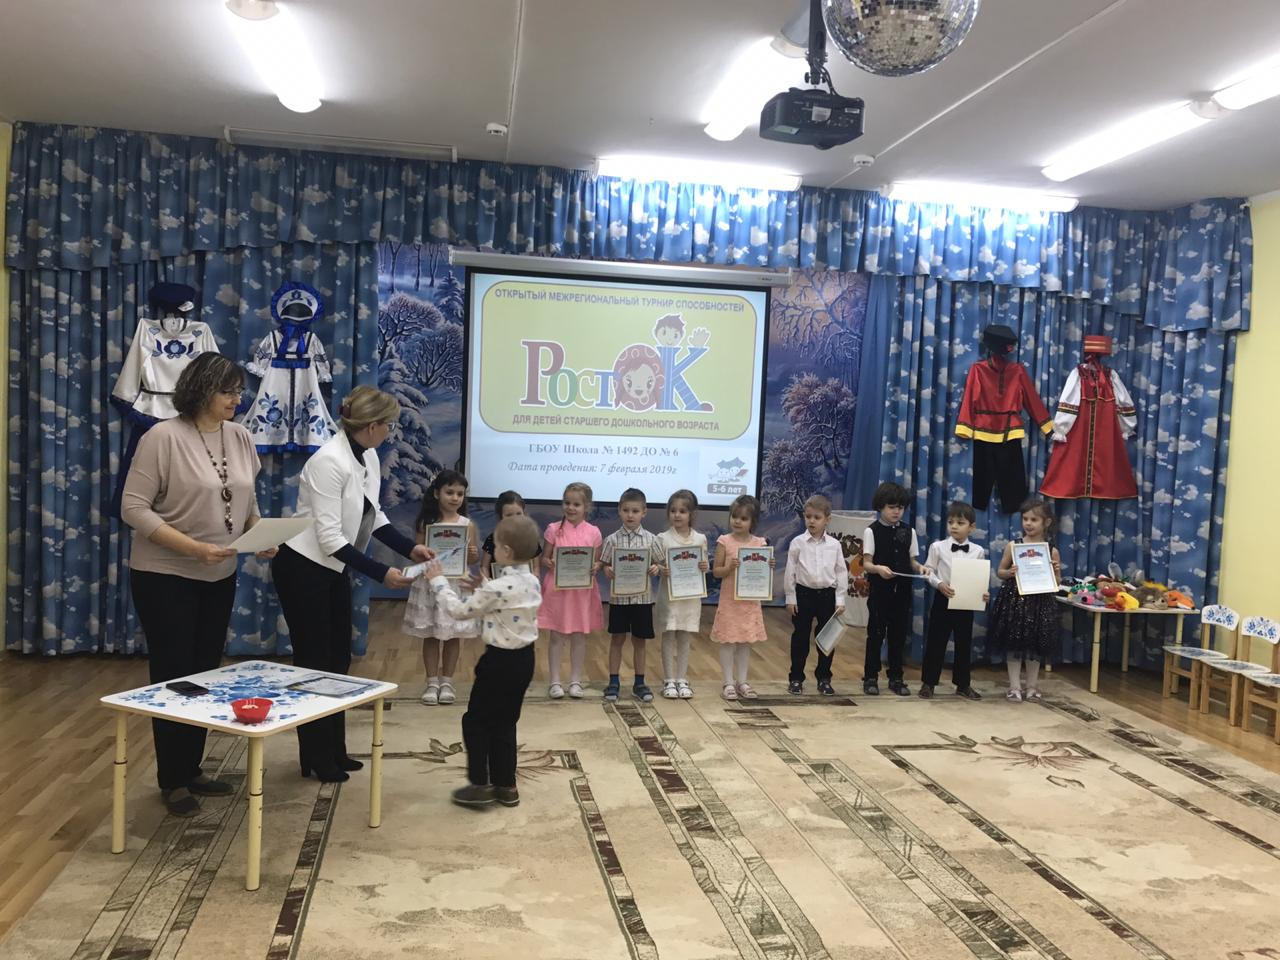 ОТКРЫТЫЙ МЕЖРЕГИОНАЛЬНЫЙ ТУРНИР СПОСОБНОСТЕЙ
РОСТОК
ДЛЯ ДЕТЕЙ СТАРШЕГО ДОШКОЛЬНОГО ВОЗРАСТА
ГБОУ Школа № 1492 ДО № 6
Дата проведения: 7 февраля 2019г
5-6 лет